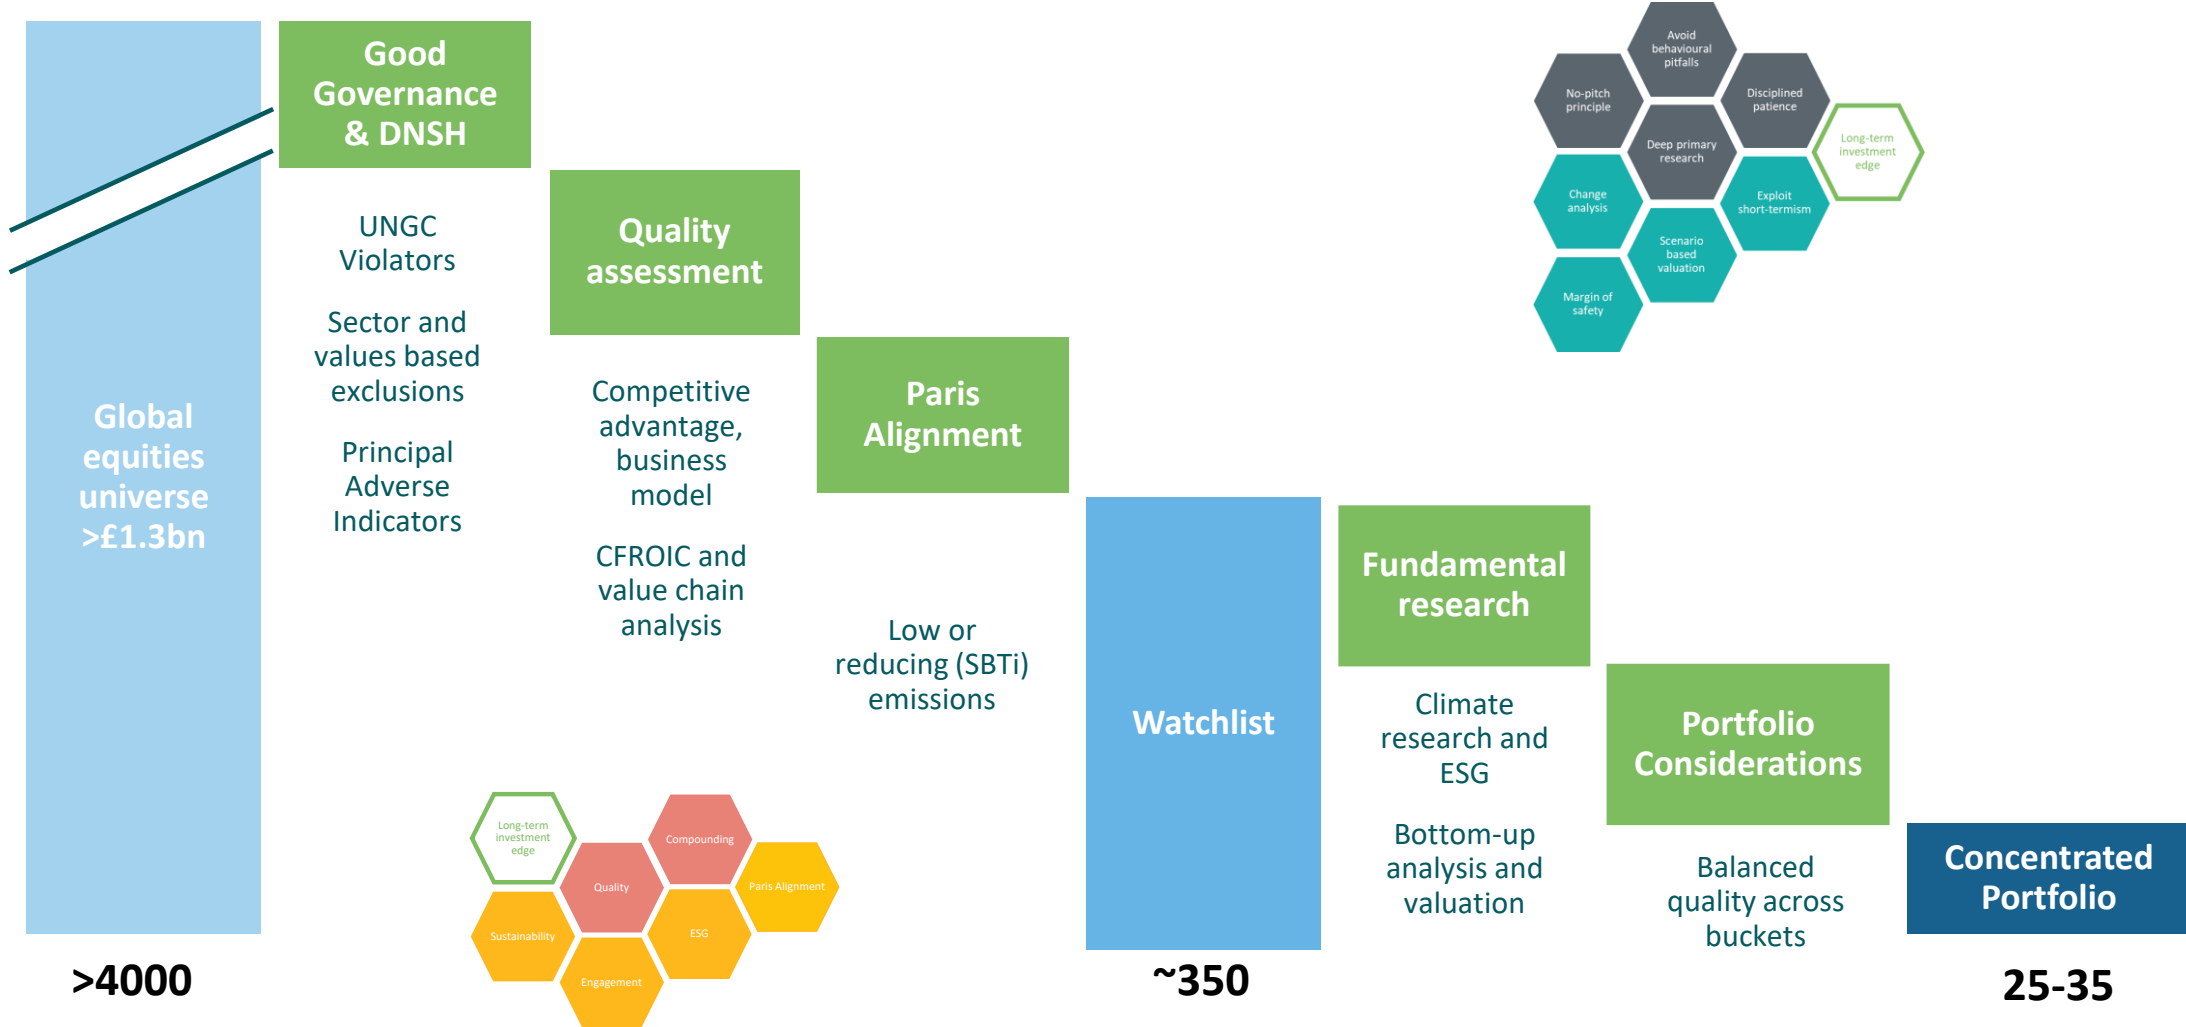 Global
equities
universe
>£1.3bn
>4000
Good
Governance
& DNSH
UNGC
Violators
Sector and
values based
exclusions
Principal
Adverse
Indicators
Quality
assessment
Competitive
advantage,
business
model
CFROIC and
value chain
analysis
Paris
Alignment
Low or
reducing (SBTi)
emissions
Long-term
investment
edge
Compounding
Quality
Paris Alignment
Sustainability
ESG
Engagement
Watchlist
~350
Avoid
behavioural
pitfalls
No-pitch
principle
Disciplined
patience
Deep primary
research
Long-term
investment
edge
Change
analysis
Exploit
short-termism
Scenario
based
valuation
Margin of
safety
Fundamental
research
Climate
research and
ESG
Bottom-up
analysis and
valuation
Portfolio
Considerations
Balanced
quality across
buckets
Concentrated
Portfolio
25-35